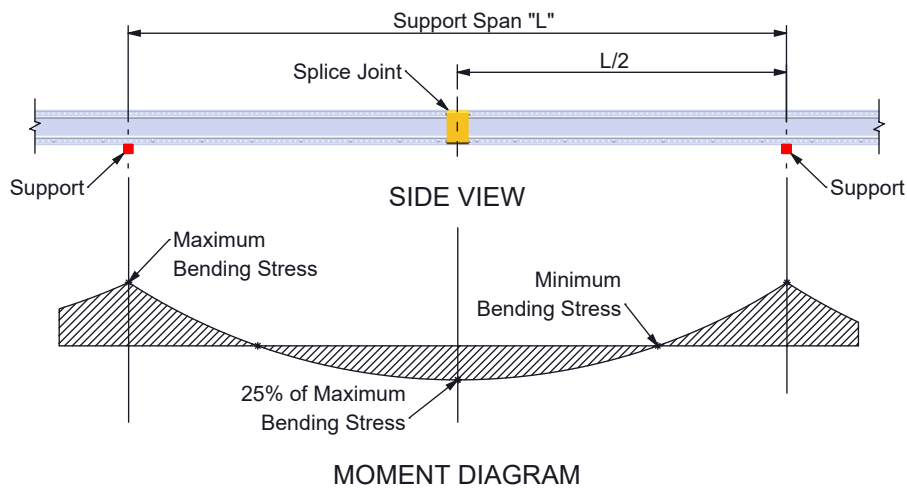 Support Span "L"
L/2
Splice Joint
Support
Support
SIDE VIEW
Maximum
Bending Stress
Minimum
Bending Stress
25% of Maximum
Bending Stress
MOMENT DIAGRAM